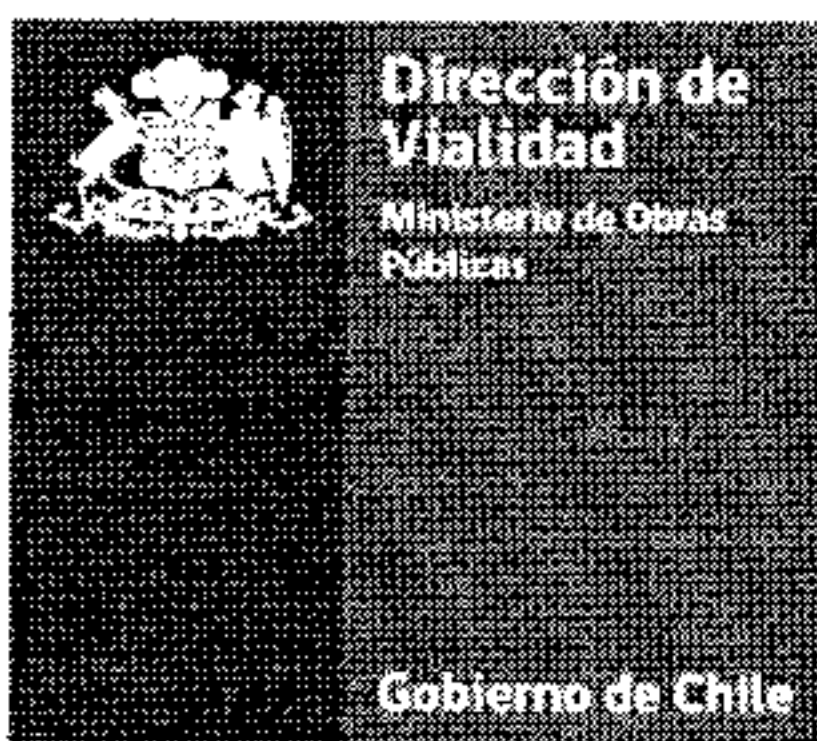 Dirección de
Vialidad
Ministerio de Obras
Públicas
Gobierno de Chile